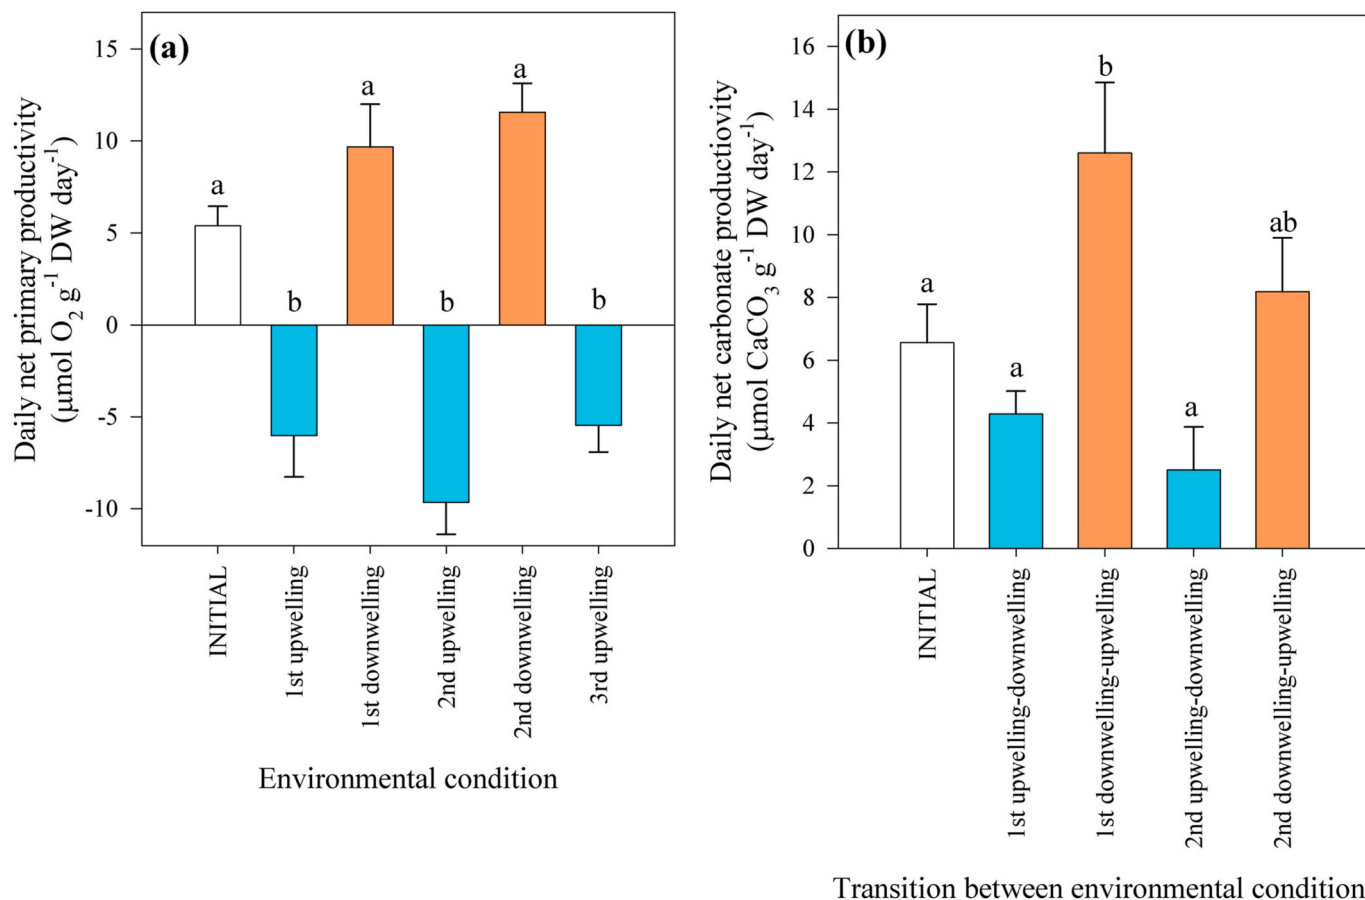 (a)
Daily net primary productivity
(µmol O2 g-1 DW day-1)
15
10
5
0
-5
-10
a
b
a
b
a
b
INITIAL
1st upwelling
1st downwelling
2nd upwelling
2nd downwelling
3rd upwelling
Environmental condition
(b)
Daily net carbonate productiovity
(µmol CaCO3 g-1 DW day-1)
16
14
12
10
8
6
4
2
0
a
a
b
a
ab
INITIAL
1st upwelling-downwelling
1st downwelling-upwelling
2nd upwelling-downwelling
2nd downwelling-upwelling
Transition between environmental condition